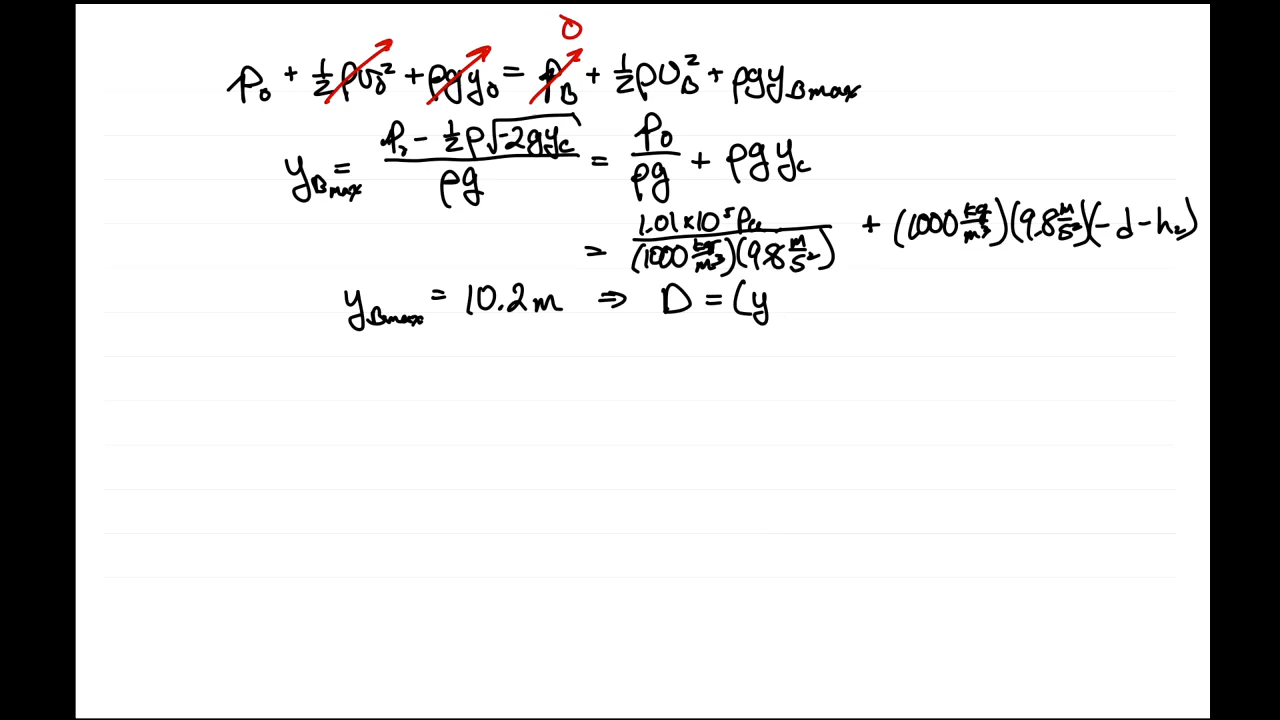 0
p₀ + ½ρv₀² + ρgy₀ = p_B + ½ρv_B² + ρgy_Bmax
y_Bmax = (p₀ - ½ρ√(-2gy_c)) / (ρg) = p₀/(ρg) + ρgy_c
= (1.01×10⁵ Pa) / ((1000 kg/m³)(9.8 m/s²)) + (1000 kg/m³)(9.8 m/s²)(-d-h₂)
y_Bmax = 10.2m ⇒ D = (y